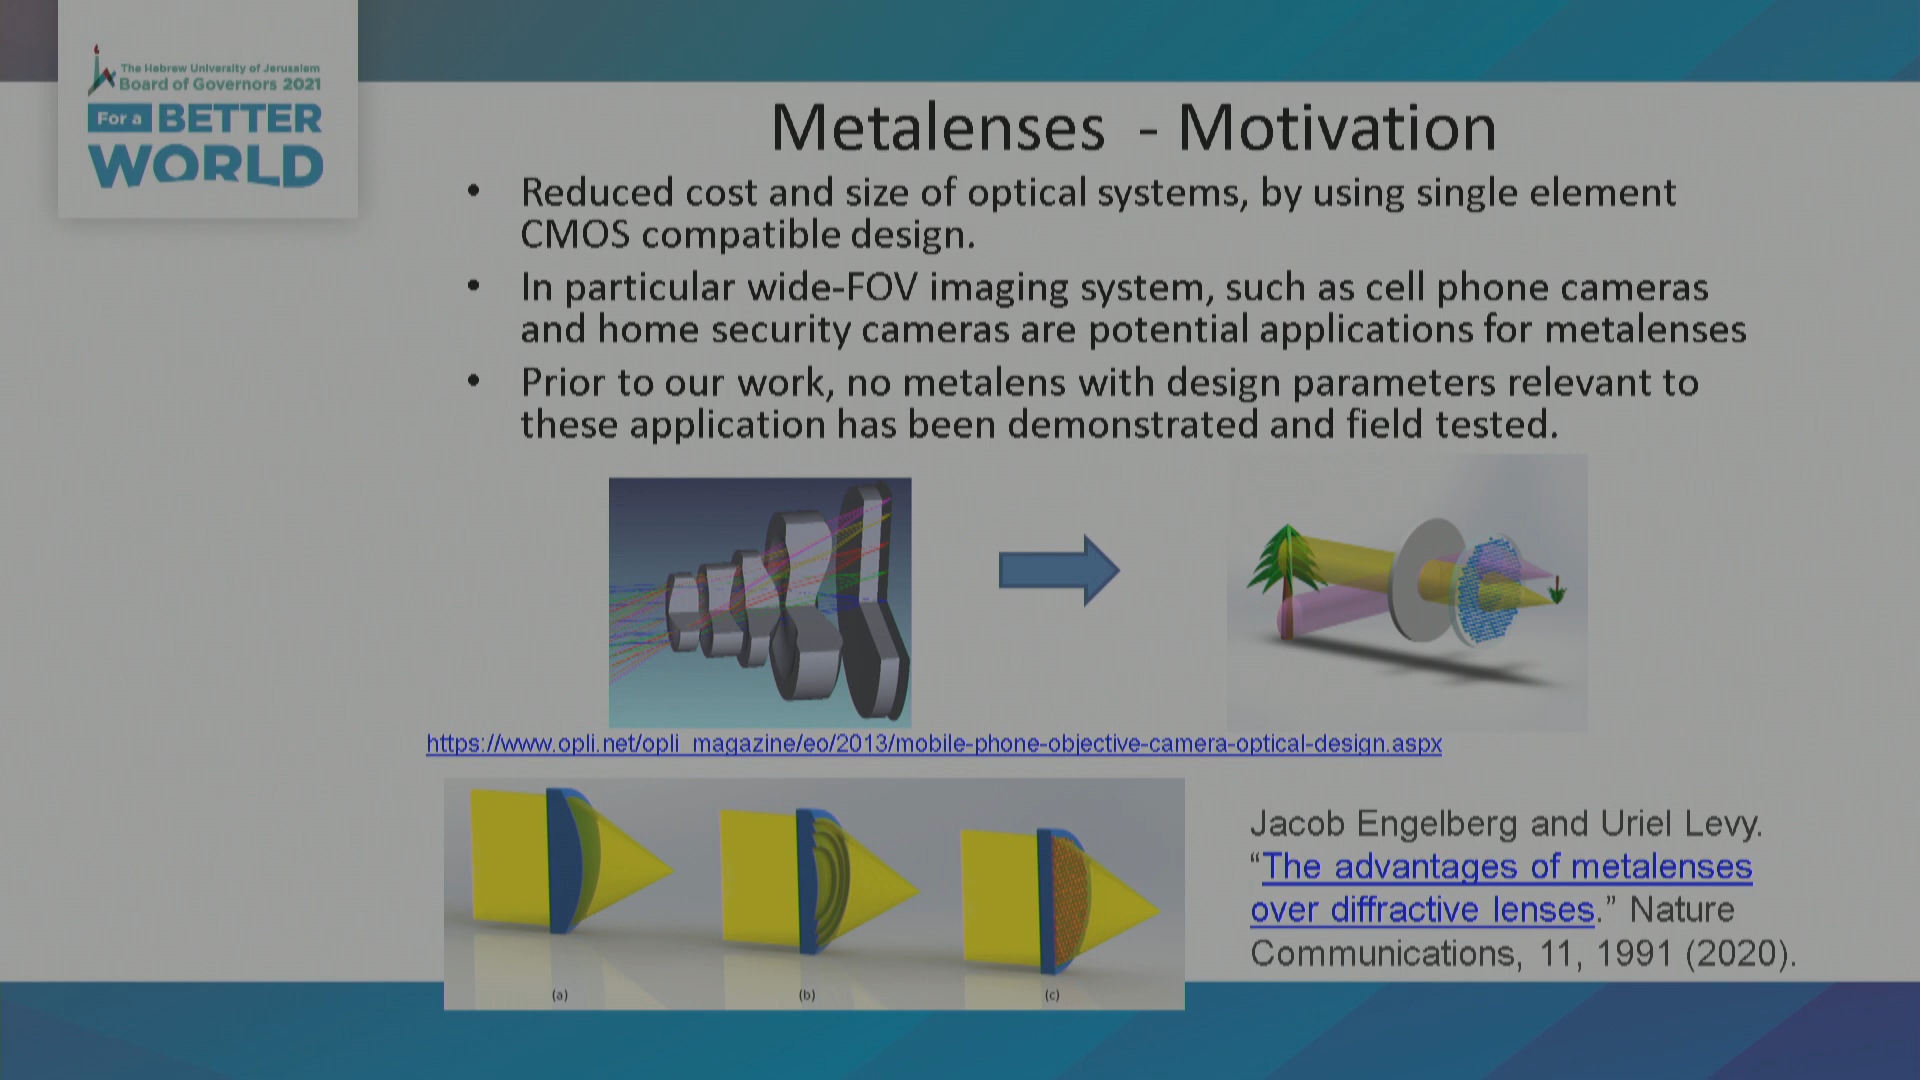 The Hebrew University of Jerusalem
Board of Governors 2021
For a BETTER
WORLD
Metalenses - Motivation
• Reduced cost and size of optical systems, by using single element
CMOS compatible design.
• In particular wide-FOV imaging system, such as cell phone cameras
and home security cameras are potential applications for metalenses
• Prior to our work, no metalens with design parameters relevant to
these application has been demonstrated and field tested.
https://www.opli.net/opli_magazine/eo/2013/mobile-phone-objective-camera-optical-design.aspx
(a) (b) (c)
Jacob Engelberg and Uriel Levy.
“The advantages of metalenses
over diffractive lenses.” Nature
Communications, 11, 1991 (2020).